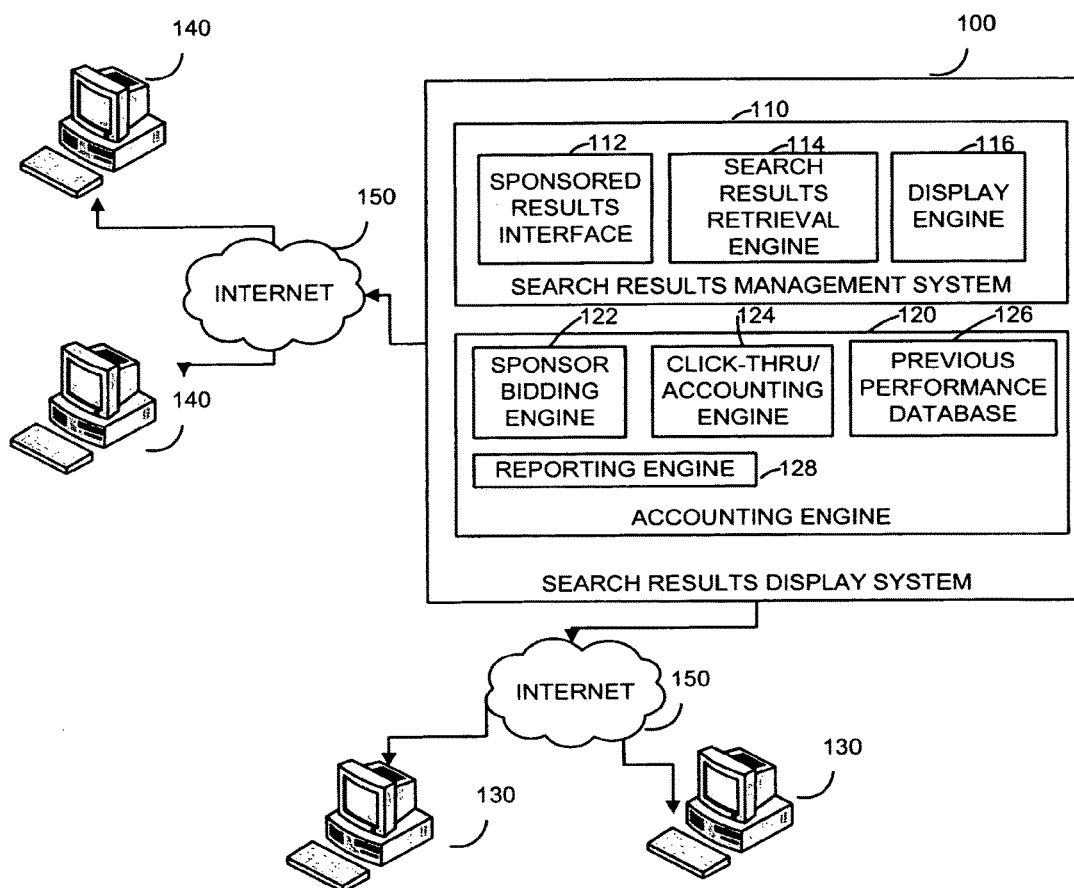 140
100
110
112
114
116
SPONSORED
RESULTS
INTERFACE
SEARCH
RESULTS
RETRIEVAL
ENGINE
DISPLAY
ENGINE
SEARCH RESULTS MANAGEMENT SYSTEM
150
INTERNET
122
124
120
126
SPONSOR
BIDDING
ENGINE
CLICK-THRU/
ACCOUNTING
ENGINE
PREVIOUS
PERFORMANCE
DATABASE
140
REPORTING ENGINE
128
ACCOUNTING ENGINE
SEARCH RESULTS DISPLAY SYSTEM
INTERNET
150
130
130